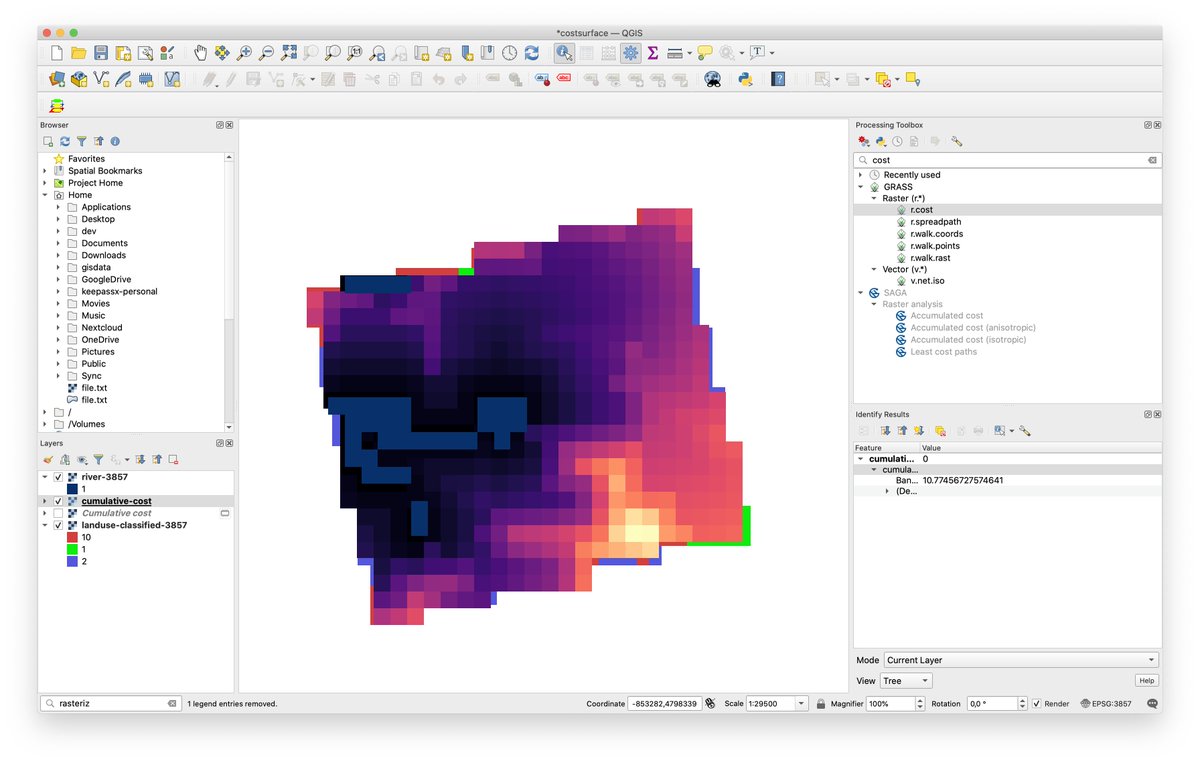 *costsurface — QGIS
Browser
Favorites
Spatial Bookmarks
Project Home
Home
Applications
Desktop
dev
Documents
Downloads
gisdata
GoogleDrive
keepassx-personal
Movies
Music
Nextcloud
OneDrive
Pictures
Public
Sync
file.txt
file.txt
/
/Volumes
Layers
river-3857
1
cumulative-cost
Cumulative cost
landuse-classified-3857
10
1
2
Processing Toolbox
cost
Recently used
GRASS
Raster (r.*)
r.cost
r.spreadpath
r.walk.coords
r.walk.points
r.walk.rast
Vector (v.*)
v.net.iso
SAGA
Raster analysis
Accumulated cost
Accumulated cost (anisotropic)
Accumulated cost (isotropic)
Least cost paths
Identify Results
Feature Value
cumulati... 0
cumula...
Ban... 10.77456727574641
(De...
Mode Current Layer
View Tree Help
rasteriz 1 legend entries removed. Coordinate -853282,4798339 Scale 1:29500 Magnifier 100% Rotation 0,0 ° Render EPSG:3857